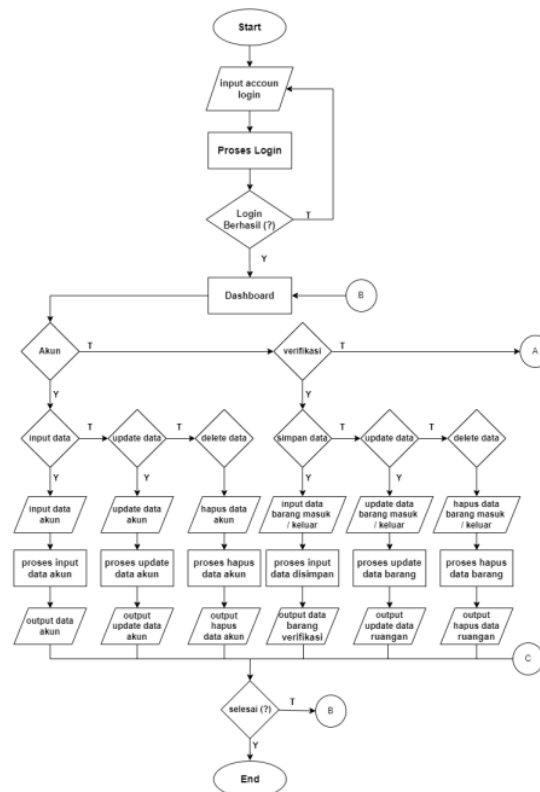 Start
input accoun
login
Proses Login
Login
Berhasil (?)
T
Y
Dashboard
B
Akun
T
verifikasi
T
A
Y
Y
input data
T
update data
T
delete data
simpan data
T
update data
T
delete data
Y
Y
Y
Y
Y
Y
input data
akun
update data
akun
hapus data
akun
input data
barang masuk
/ keluar
update data
barang masuk
/ keluar
hapus data
barang masuk
/ keluar
proses input
data akun
proses update
data akun
proses hapus
data akun
proses input
data disimpan
proses update
data barang
proses hapus
data barang
output data
akun
output
update data
akun
output
hapus
data akun
output data
barang
verifikasi
output
update data
ruangan
output
hapus data
ruangan
C
selesai (?)
T
B
Y
End